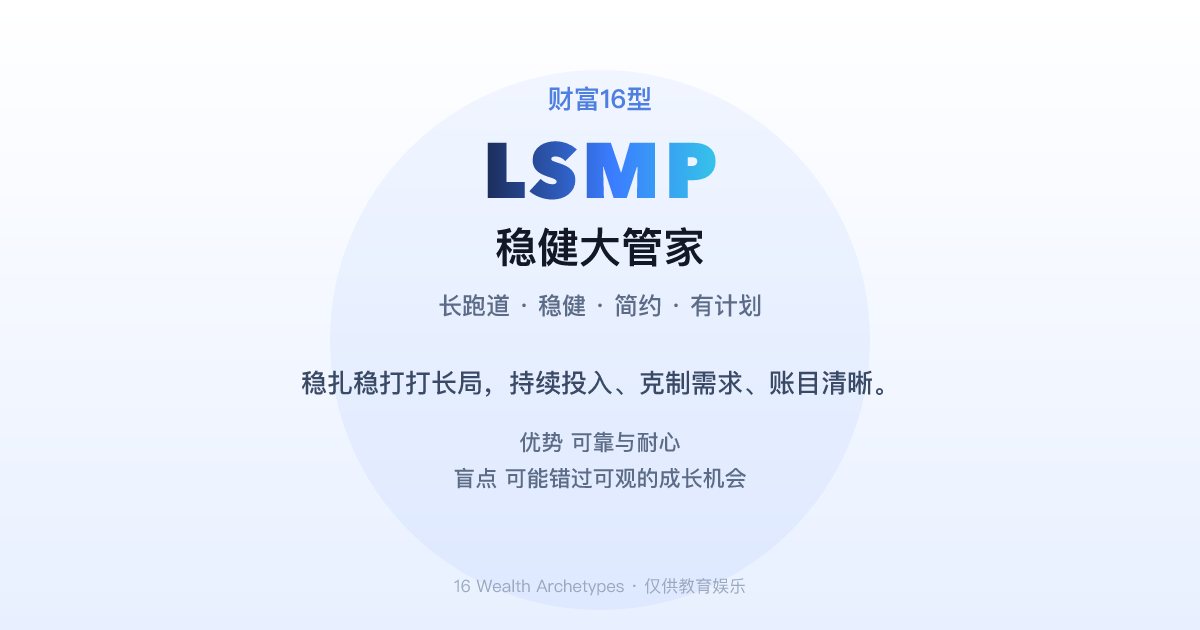 财富16型
LSMP
稳健大管家
长跑道 · 稳健 · 简约 · 有计划
稳扎稳打打长局，持续投入、克制需求、账目清晰。
优势 可靠与耐心
盲点 可能错过可观的成长机会
16 Wealth Archetypes · 仅供教育娱乐